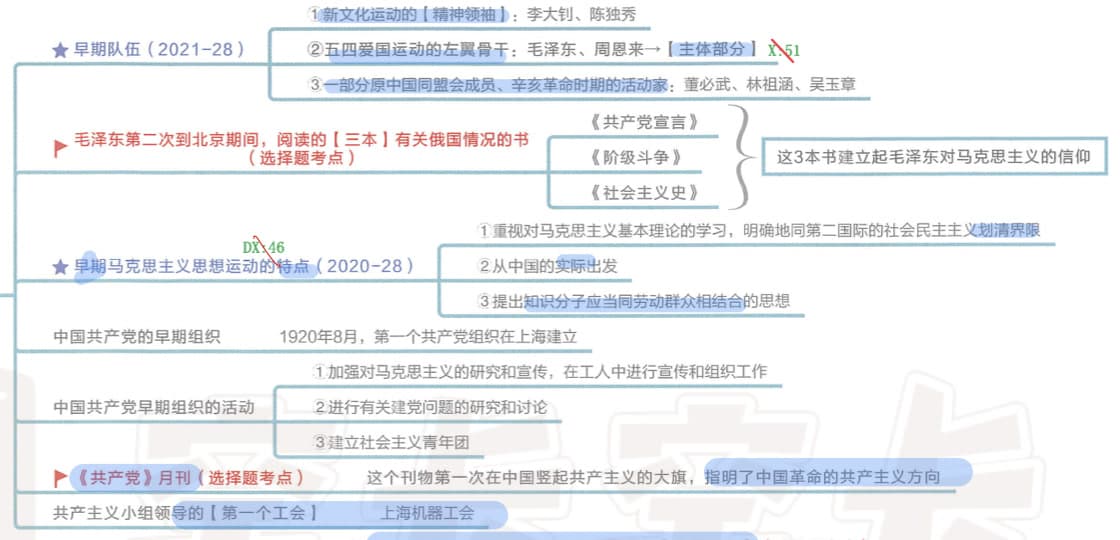 ①新文化运动的【精神领袖】：李大钊、陈独秀
★ 早期队伍（2021-28）
②五四爱国运动的左翼骨干：毛泽东、周恩来→【主体部分】 X:51
③一部分原中国同盟会成员、辛亥革命时期的活动家：董必武、林祖涵、吴玉章
毛泽东第二次到北京期间，阅读的【三本】有关俄国情况的书
（选择题考点）
《共产党宣言》
《阶级斗争》
《社会主义史》
这3本书建立起毛泽东对马克思主义的信仰
DX:46
★ 早期马克思主义思想运动的特点（2020-28）
①重视对马克思主义基本理论的学习，明确地同第二国际的社会民主主义划清界限
②从中国的实际出发
③提出知识分子应当同劳动群众相结合的思想
中国共产党的早期组织 1920年8月，第一个共产党组织在上海建立
中国共产党早期组织的活动
①加强对马克思主义的研究和宣传，在工人中进行宣传和组织工作
②进行有关建党问题的研究和讨论
③建立社会主义青年团
《共产党》月刊（选择题考点） 这个刊物第一次在中国竖起共产主义的大旗，指明了中国革命的共产主义方向
共产主义小组领导的【第一个工会】 上海机器工会